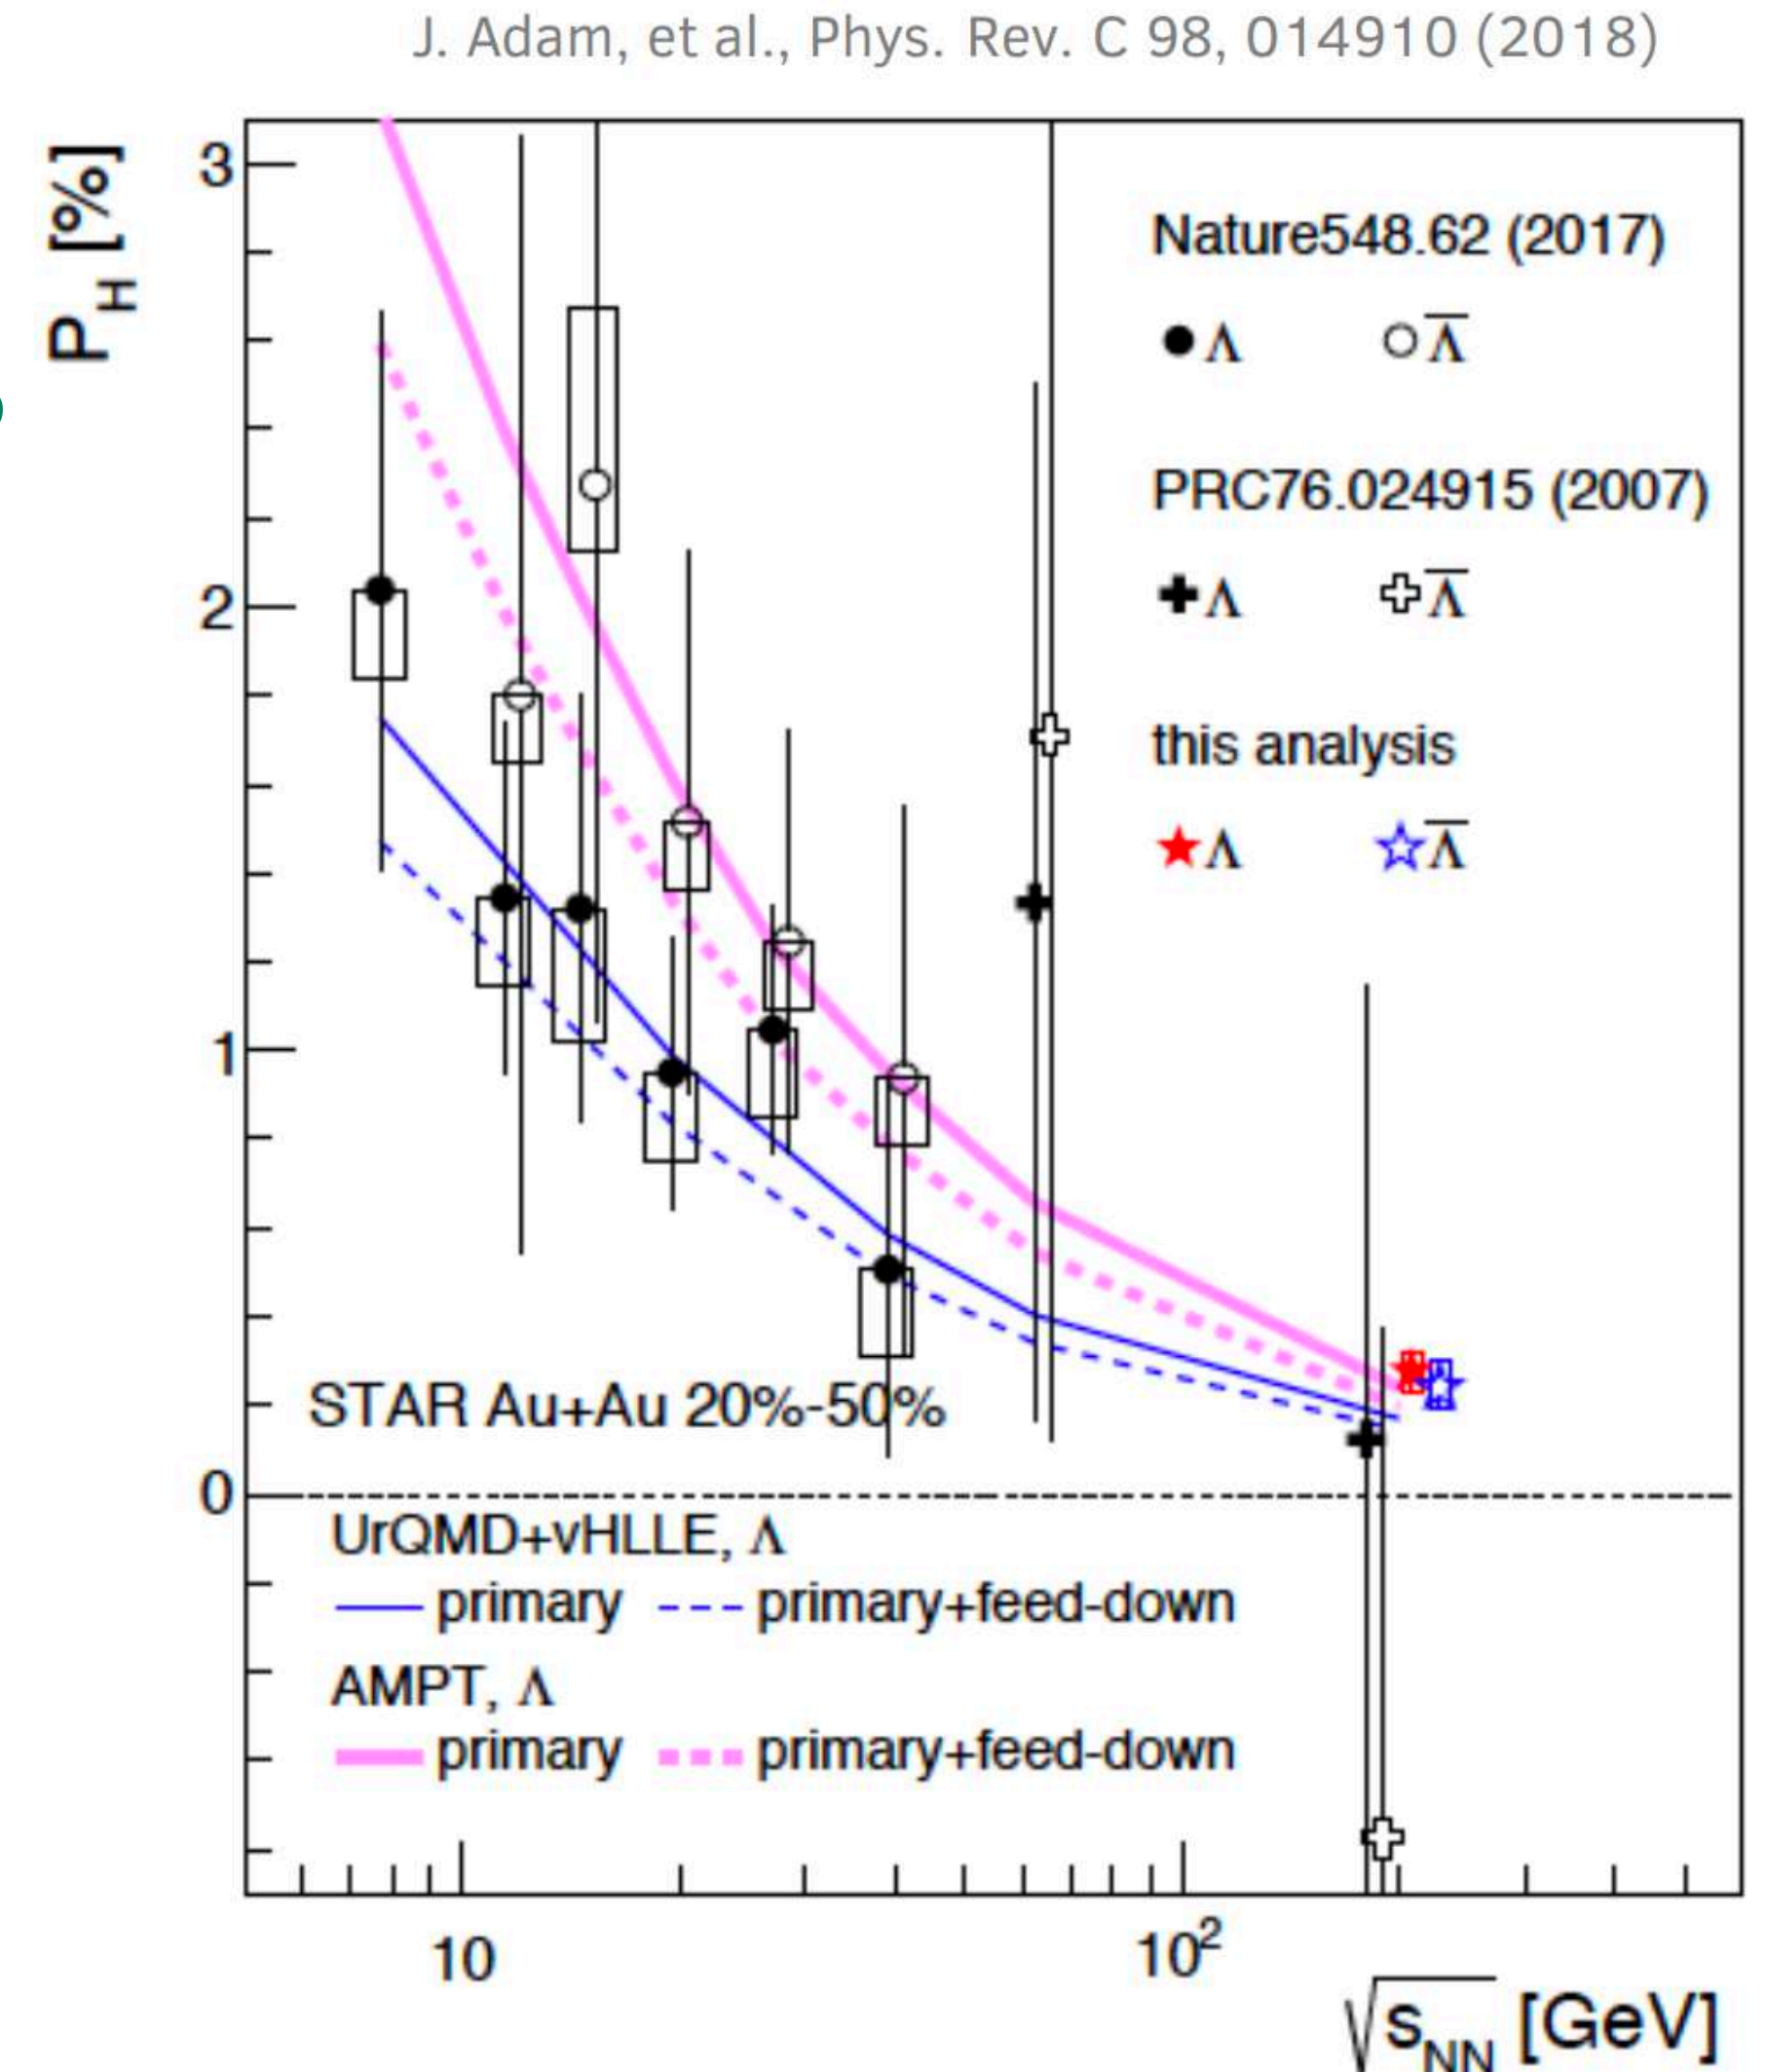 J. Adam, et al., Phys. Rev. C 98, 014910 (2018)
P_H [%]
3
2
1
0
Nature548.62 (2017)
Λ Λ̅
PRC76.024915 (2007)
Λ Λ̅
this analysis
Λ Λ̅
STAR Au+Au 20%-50%
UrQMD+vHLLE, Λ
primary primary+feed-down
AMPT, Λ
primary primary+feed-down
10 10²
√s_NN [GeV]